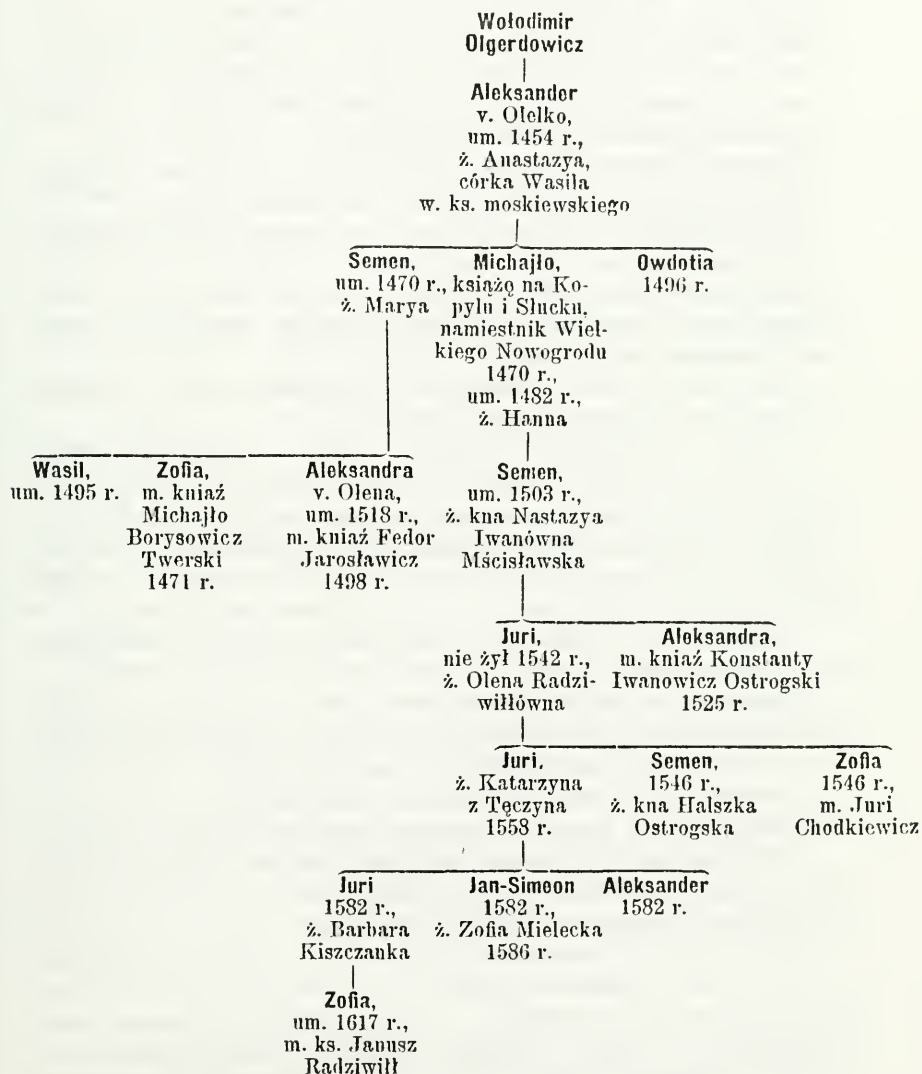 Wołodimir
Olgerdowicz
Aleksander
v. Olelko,
um. 1454 r.,
ż. Anastazya,
córka Wasila
w. ks. moskiewskiego
Semen,
um. 1470 r.,
ż. Marya
Michajło,
książę na Ko-
pylu i Słucku,
namiestnik Wiel-
kiego Nowogrodu
1470 r.,
um. 1482 r.,
ż. Hanna
Owdotia
1496 r.
Wasil,
um. 1495 r.
Zofia,
m. kniaź
Michajło
Borysowicz
Twerski
1471 r.
Aleksandra
v. Olena,
um. 1518 r.,
m. kniaź Fedor
Jarosławicz
1498 r.
Semen,
um. 1503 r.,
ż. kna Nastazya
Iwanówna
Mścisławska
Juri,
nie żył 1542 r.,
ż. Olena Radzi-
wiłłówna
Aleksandra,
m. kniaź Konstanty
Iwanowicz Ostrogski
1525 r.
Juri,
ż. Katarzyna
z Tęczyna
1558 r.
Semen,
1546 r.,
ż. kna Halszka
Ostrogska
Zofia
1546 r.,
m. Juri
Chodkiewicz
Juri
1582 r.,
ż. Barbara
Kiszczanka
Jan-Simeon
1582 r.,
ż. Zofia Mielecka
1586 r.
Aleksander
1582 r.
Zofia,
um. 1617 r.,
m. ks. Janusz
Radziwiłł